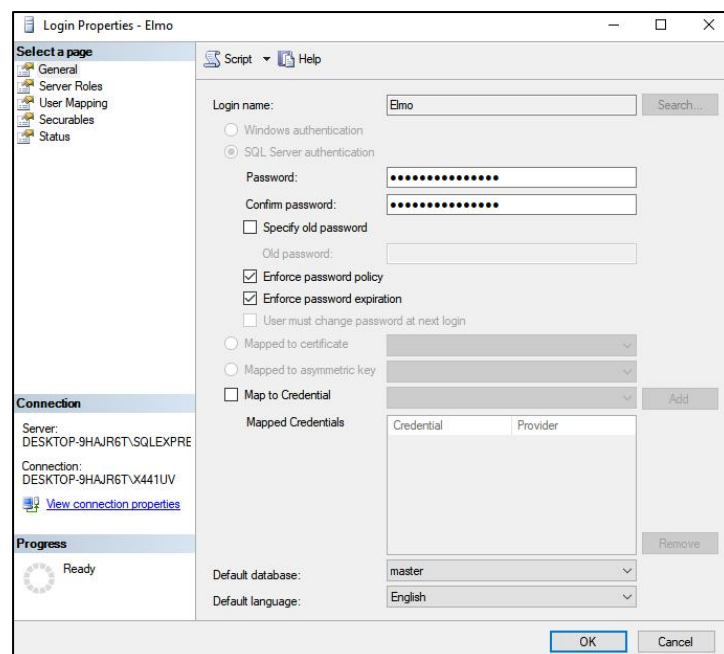 Login Properties - Elmo
Select a page
General
Server Roles
User Mapping
Securables
Status
Script
Help
Login name:
Elmo
Search...
Windows authentication
SQL Server authentication
Password:
●●●●●●●●●●●●●●●
Confirm password:
●●●●●●●●●●●●●●●
Specify old password
Old password:
Enforce password policy
Enforce password expiration
User must change password at next login
Mapped to certificate
Mapped to asymmetric key
Map to Credential
Add
Mapped Credentials
Credential Provider
Remove
Default database:
master
Default language:
English
Connection
Server:
DESKTOP-9HAJR6T\SQLEXPRE
Connection:
DESKTOP-9HAJR6T\X441UV
View connection properties
Progress
Ready
OK
Cancel